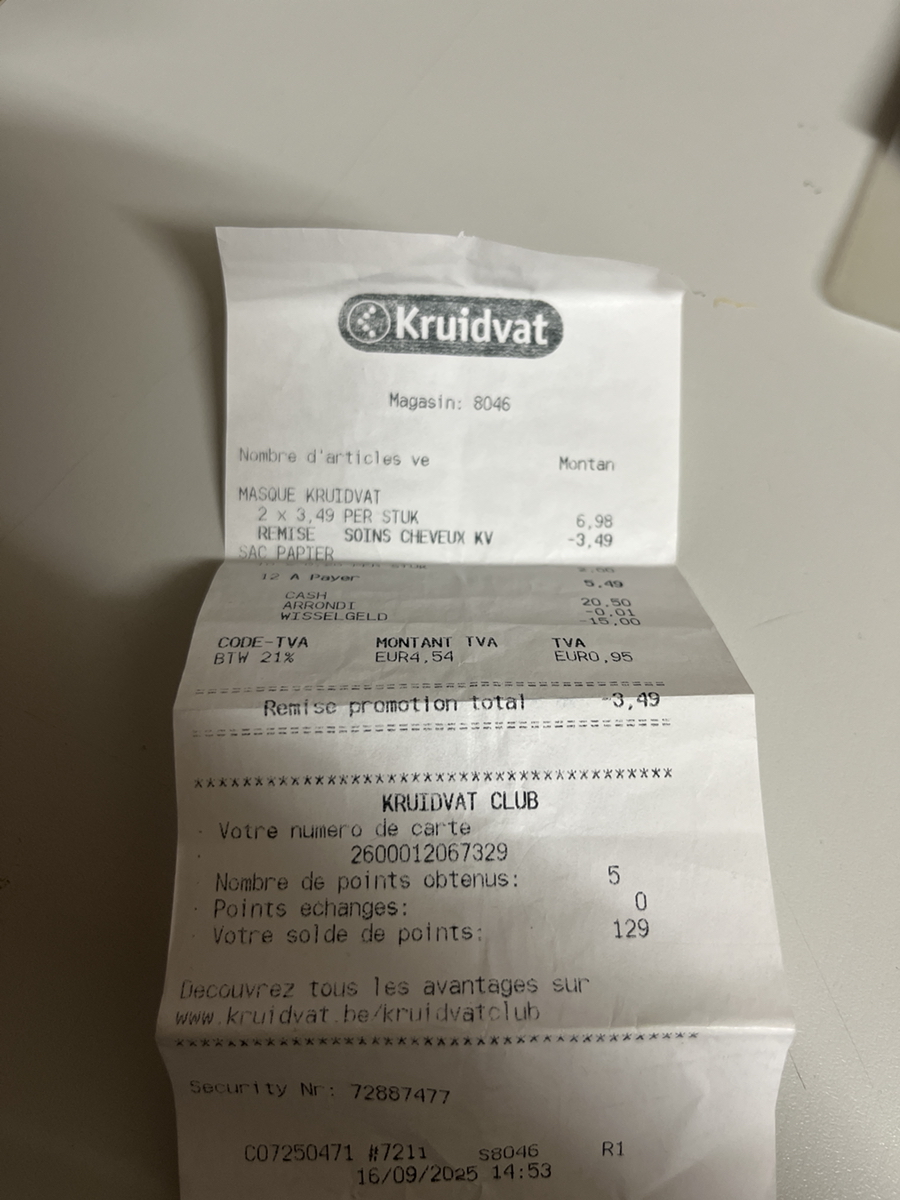 Kruidvat
Magasin: 8046
Nombre d'articles ve Montan
MASQUE KRUIDVAT
2 x 3,49 PER STUK 6,98
REMISE SOINS CHEVEUX KV -3,49
SAC PAPIER
PER STUK
12 A Payer 5,49
CASH 20,50
ARRONDI -0,01
WISSELGELD -15,00
CODE-TVA MONTANT TVA TVA
BTW 21% EUR4,54 EUR0,95
========================================
Remise promotion total -3,49
========================================
****************************************
KRUIDVAT CLUB
Votre numero de carte
2600012067329
Nombre de points obtenus: 5
Points echanges: 0
Votre solde de points: 129
Decouvrez tous les avantages sur
www.kruidvat.be/kruidvatclub
****************************************
Security Nr: 72887477
C07250471 #7211 S8046 R1
16/09/2025 14:53